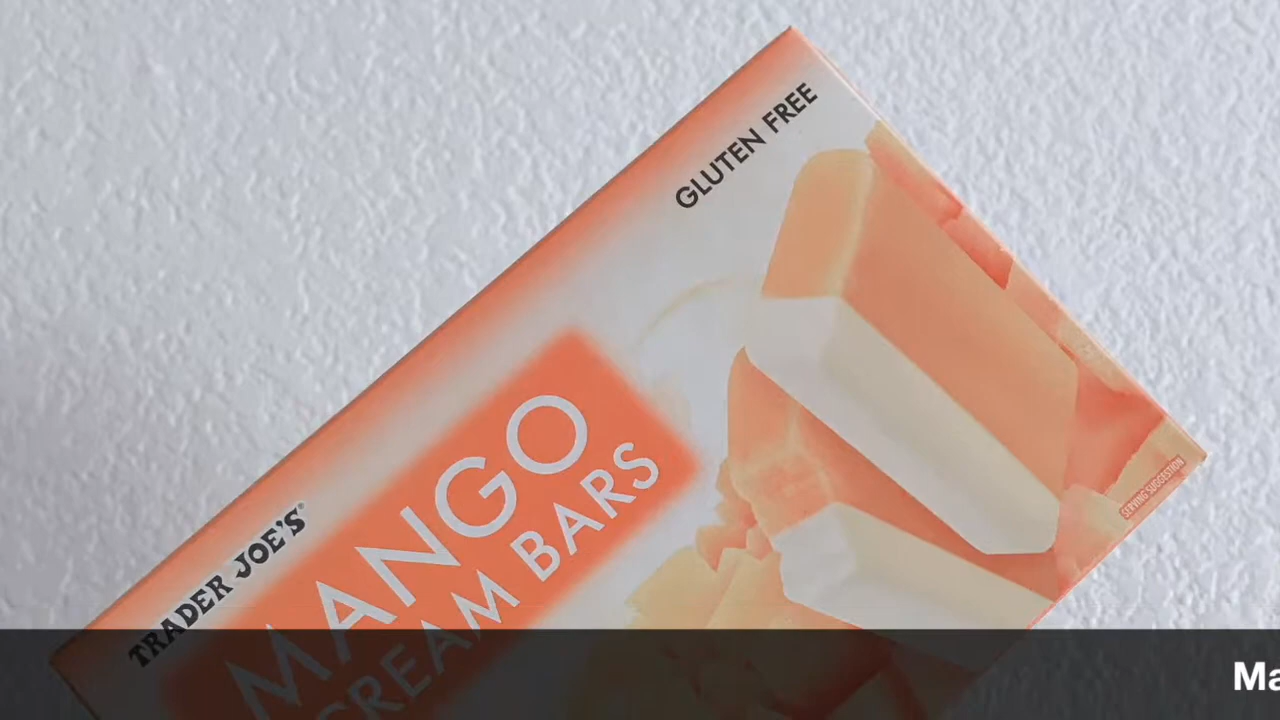 GLUTEN FREE
TRADER JOE'S®
MANGO
CREAM BARS
SERVING SUGGESTION
Ma